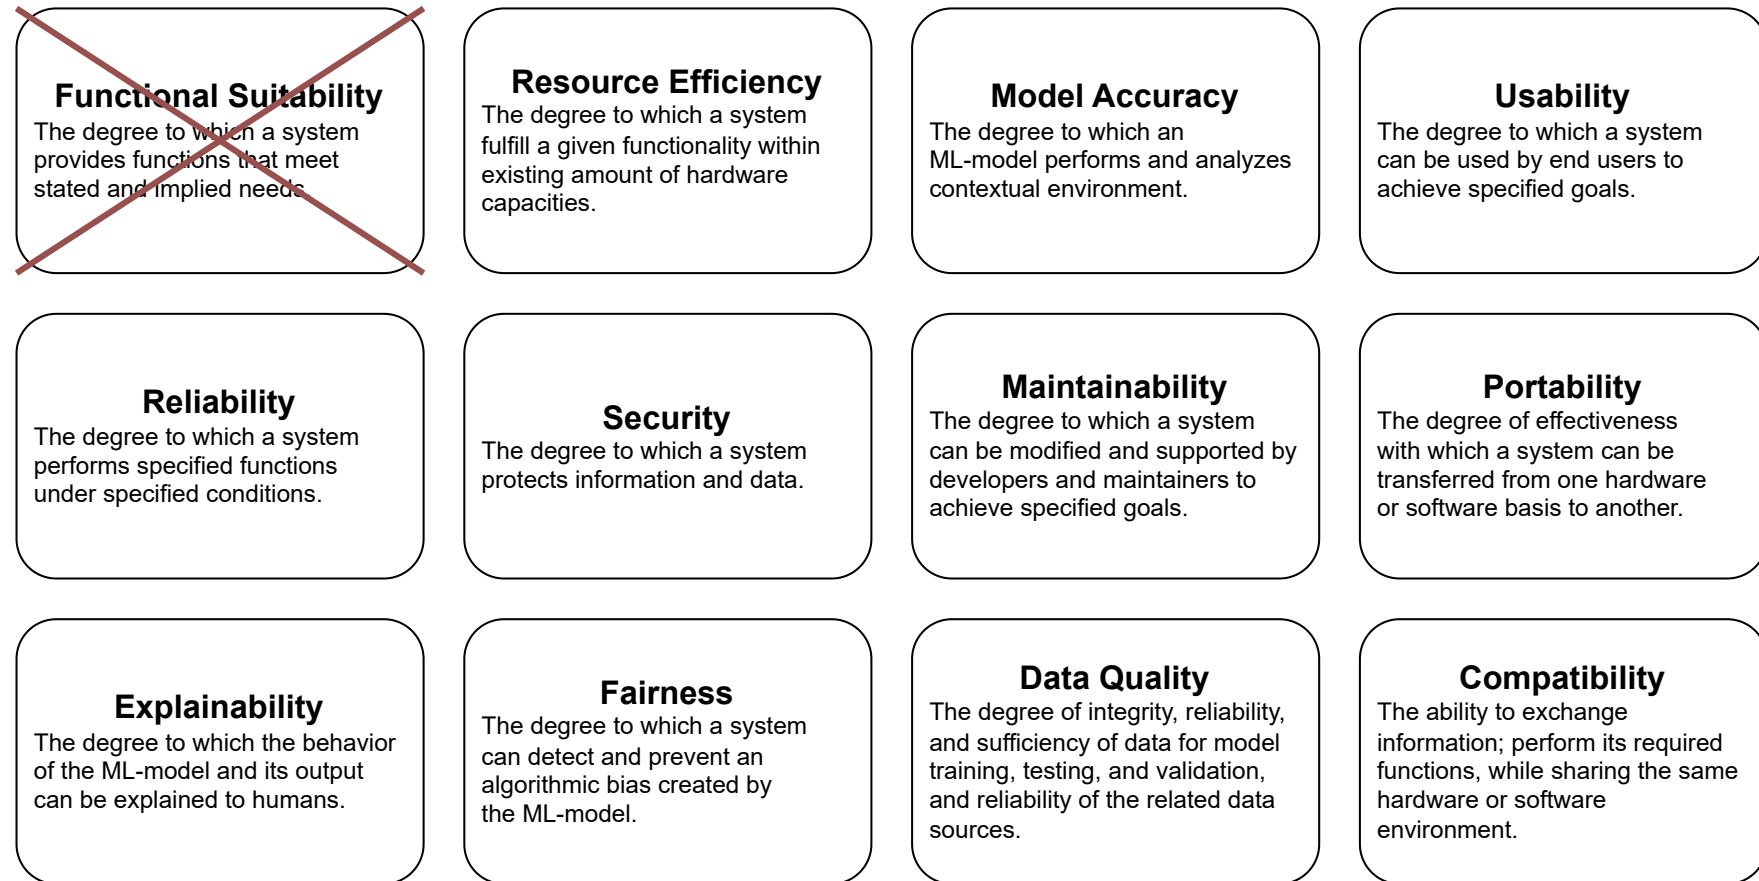 Functional Suitability
The degree to which a system
provides functions that meet
stated and implied needs.
Resource Efficiency
The degree to which a system
fulfill a given functionality within
existing amount of hardware
capacities.
Model Accuracy
The degree to which an
ML-model performs and analyzes
contextual environment.
Usability
The degree to which a system
can be used by end users to
achieve specified goals.
Reliability
The degree to which a system
performs specified functions
under specified conditions.
Security
The degree to which a system
protects information and data.
Maintainability
The degree to which a system
can be modified and supported by
developers and maintainers to
achieve specified goals.
Portability
The degree of effectiveness
with which a system can be
transferred from one hardware
or software basis to another.
Explainability
The degree to which the behavior
of the ML-model and its output
can be explained to humans.
Fairness
The degree to which a system
can detect and prevent an
algorithmic bias created by
the ML-model.
Data Quality
The degree of integrity, reliability,
and sufficiency of data for model
training, testing, and validation,
and reliability of the related data
sources.
Compatibility
The ability to exchange
information; perform its required
functions, while sharing the same
hardware or software
environment.